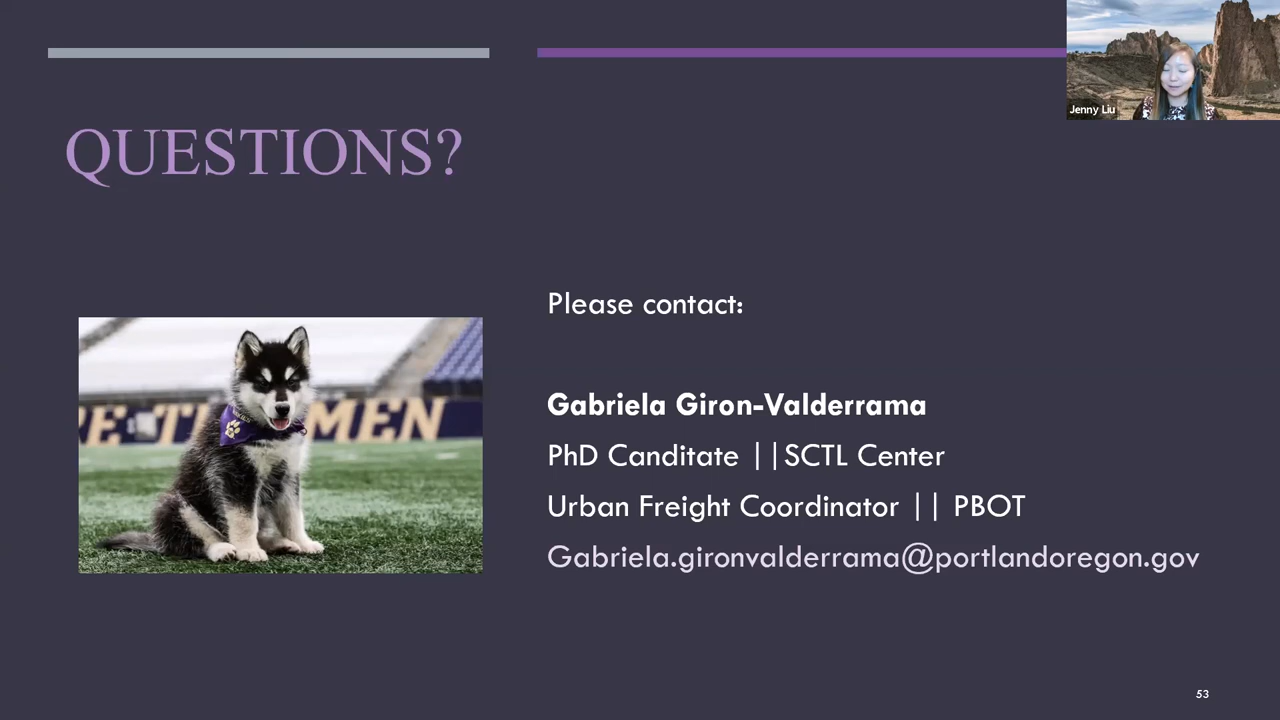 Jenny Liu
QUESTIONS?
Please contact:
Gabriela Giron-Valderrama
PhD Canditate ||SCTL Center
Urban Freight Coordinator || PBOT
Gabriela.gironvalderrama@portlandoregon.gov
MEN
53